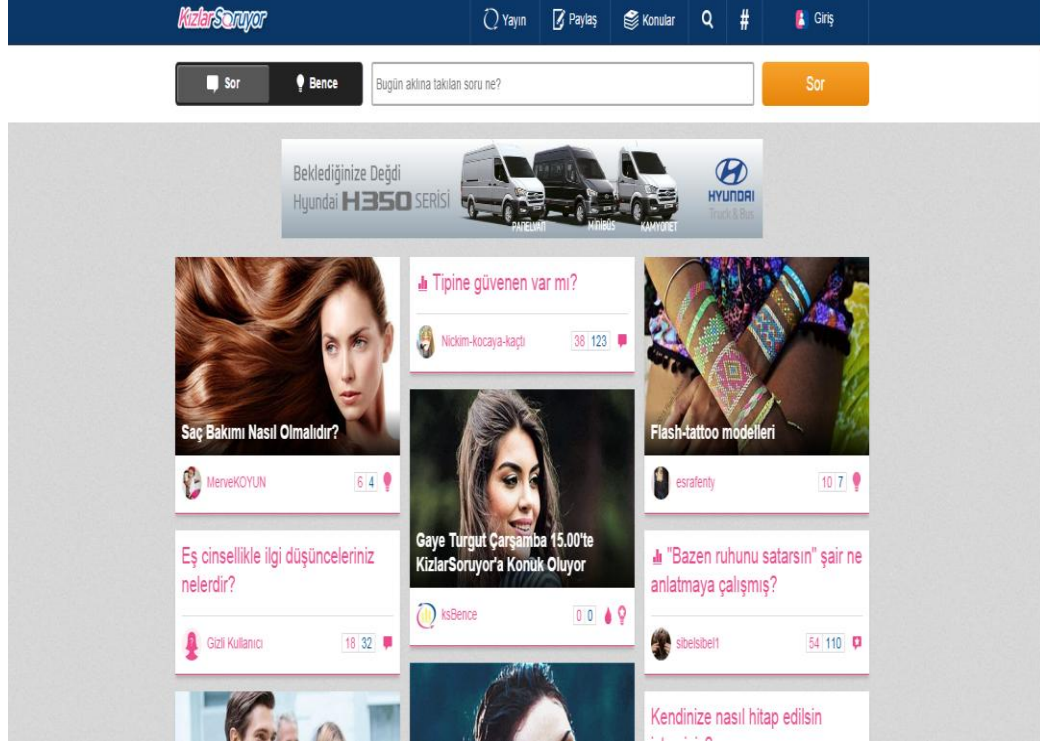 KızlarSoruyor
Yayın
Paylaş
Konular
#
Giriş
Sor
Bence
Bugün aklına takılan soru ne?
Sor
Beklediğinize Değdi
Hyundai H350 SERİSİ
PANELVAN
MİNİBÜS
KAMYONET
HYUNDAI
Truck & Bus
Saç Bakımı Nasıl Olmalıdır?
MerveKOYUN
6 4
Eş cinsellikle ilgi düşünceleriniz
nelerdir?
Gizli Kullanıcı
18 32
Tipine güvenen var mı?
Nickim-kocaya-kaçtı
38 123
Gaye Turgut Çarşamba 15.00'te
KizlarSoruyor'a Konuk Oluyor
ksBence
0 0
Flash-tattoo modelleri
esrafenty
10 7
"Bazen ruhunu satarsın" şair ne
anlatmaya çalışmış?
sibelsibel1
54 110
Kendinize nasıl hitap edilsin